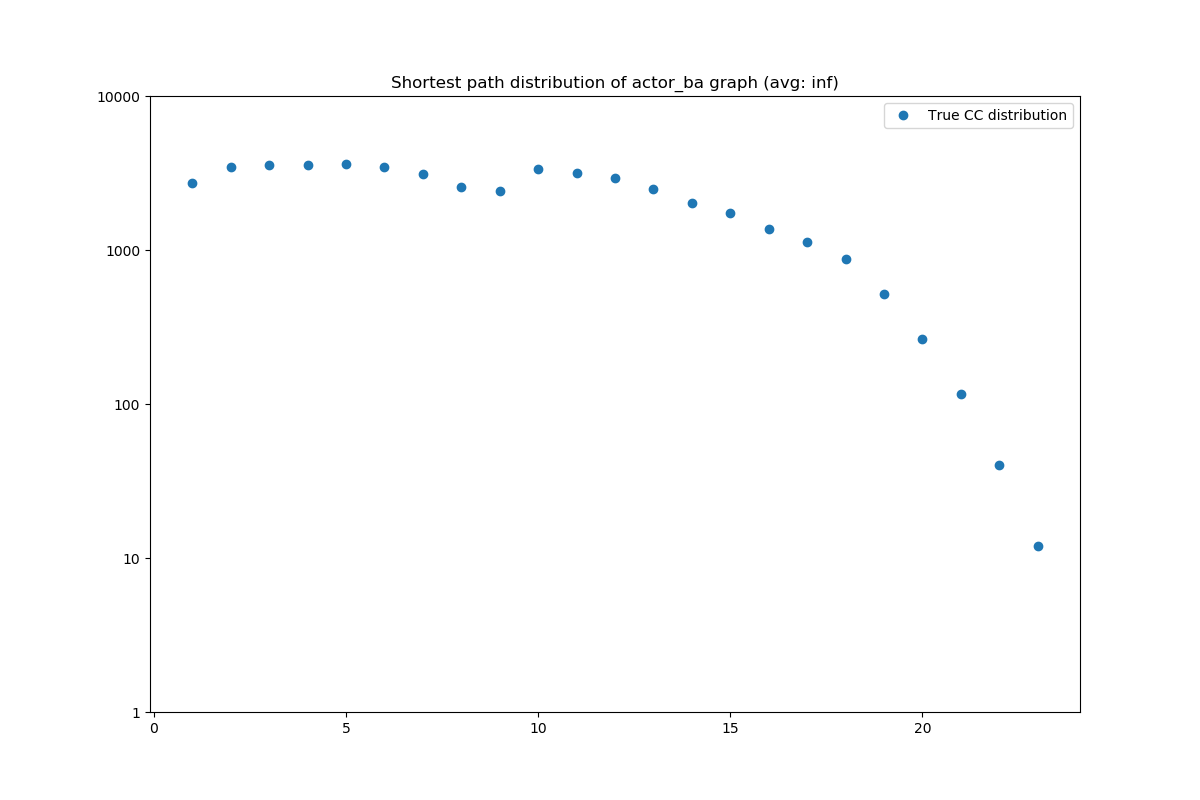 Shortest path distribution of actor_ba graph (avg: inf)
True CC distribution
10000
1000
100
10
1
0 5 10 15 20